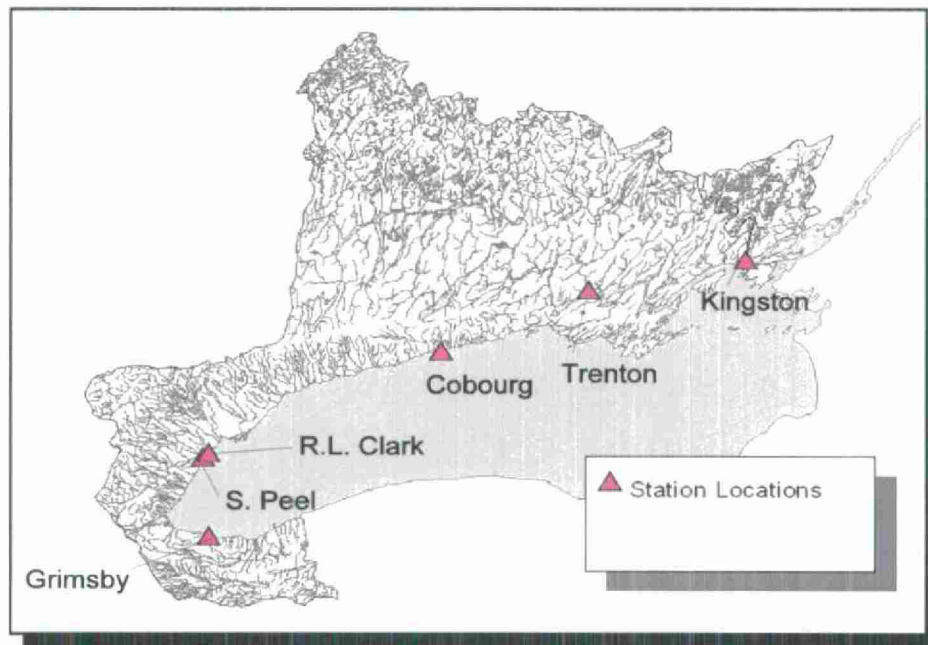 Kingston
Trenton
Cobourg
R.L. Clark
S. Peel
Station Locations
Grimsby